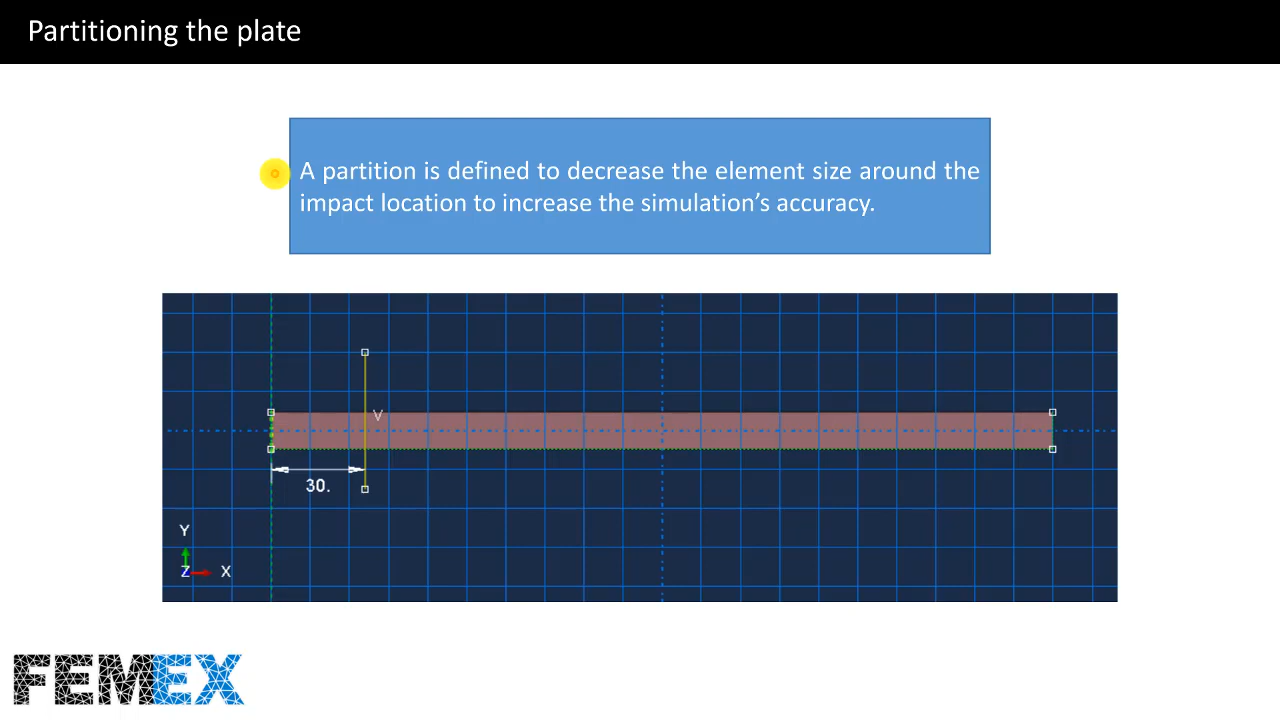 Partitioning the plate
A partition is defined to decrease the element size around the
impact location to increase the simulation’s accuracy.
V
30.
Y
Z X
FEMEX